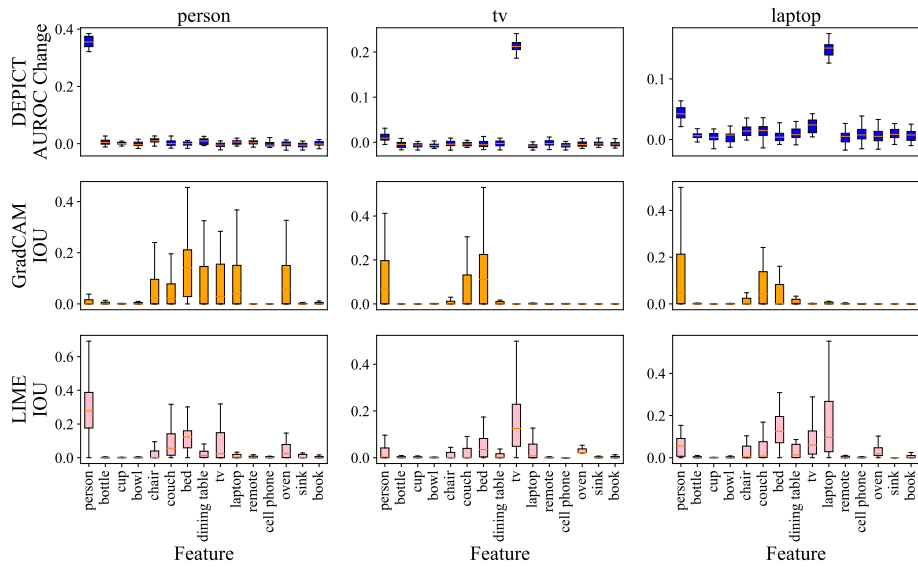 person tv laptop
DEPICT
AUROC Change
0.4
0.2
0.0
0.2
0.1
0.0
0.1
0.0
GradCAM
IOU
0.4
0.2
0.0
0.4
0.2
0.0
0.4
0.2
0.0
LIME
IOU
0.6
0.4
0.2
0.0
0.4
0.2
0.0
0.4
0.2
0.0
person bottle cup bowl chair couch bed dining table tv laptop remote cell phone oven sink book
person bottle cup bowl chair couch bed dining table tv laptop remote cell phone oven sink book
person bottle cup bowl chair couch bed dining table tv laptop remote cell phone oven sink book
Feature Feature Feature